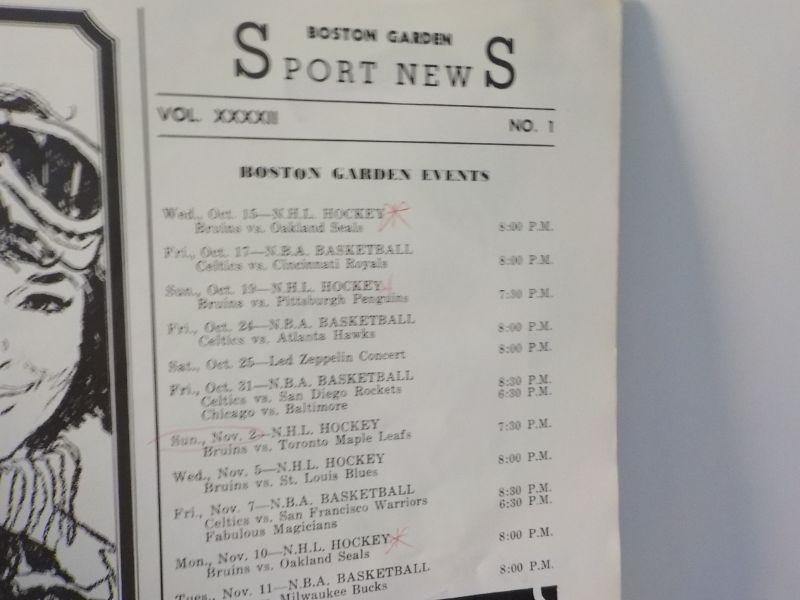 BOSTON GARDEN
SPORT NEWS
VOL. XXXXIII NO. 1
BOSTON GARDEN EVENTS
Wed., Oct. 15—N.H.L. HOCKEY
Bruins vs. Oakland Seals 8:00 P.M.
Fri., Oct. 17—N.B.A. BASKETBALL
Celtics vs. Cincinnati Royals 8:00 P.M.
Sun., Oct. 19—N.H.L. HOCKEY
Bruins vs. Pittsburgh Penguins 7:30 P.M.
Fri., Oct. 24—N.B.A. BASKETBALL
Celtics vs. Atlanta Hawks 8:00 P.M.
Sat., Oct. 25—Led Zeppelin Concert 8:00 P.M.
Fri., Oct. 31—N.B.A. BASKETBALL
Celtics vs. San Diego Rockets 8:30 P.M.
Chicago vs. Baltimore 6:30 P.M.
Sun., Nov. 2—N.H.L. HOCKEY
Bruins vs. Toronto Maple Leafs 7:30 P.M.
Wed., Nov. 5—N.H.L. HOCKEY
Bruins vs. St. Louis Blues 8:00 P.M.
Fri., Nov. 7—N.B.A. BASKETBALL
Celtics vs. San Francisco Warriors 8:30 P.M.
Fabulous Magicians 6:30 P.M.
Mon., Nov. 10—N.H.L. HOCKEY
Bruins vs. Oakland Seals 8:00 P.M.
Tues., Nov. 11—N.B.A. BASKETBALL
Milwaukee Bucks 8:00 P.M.